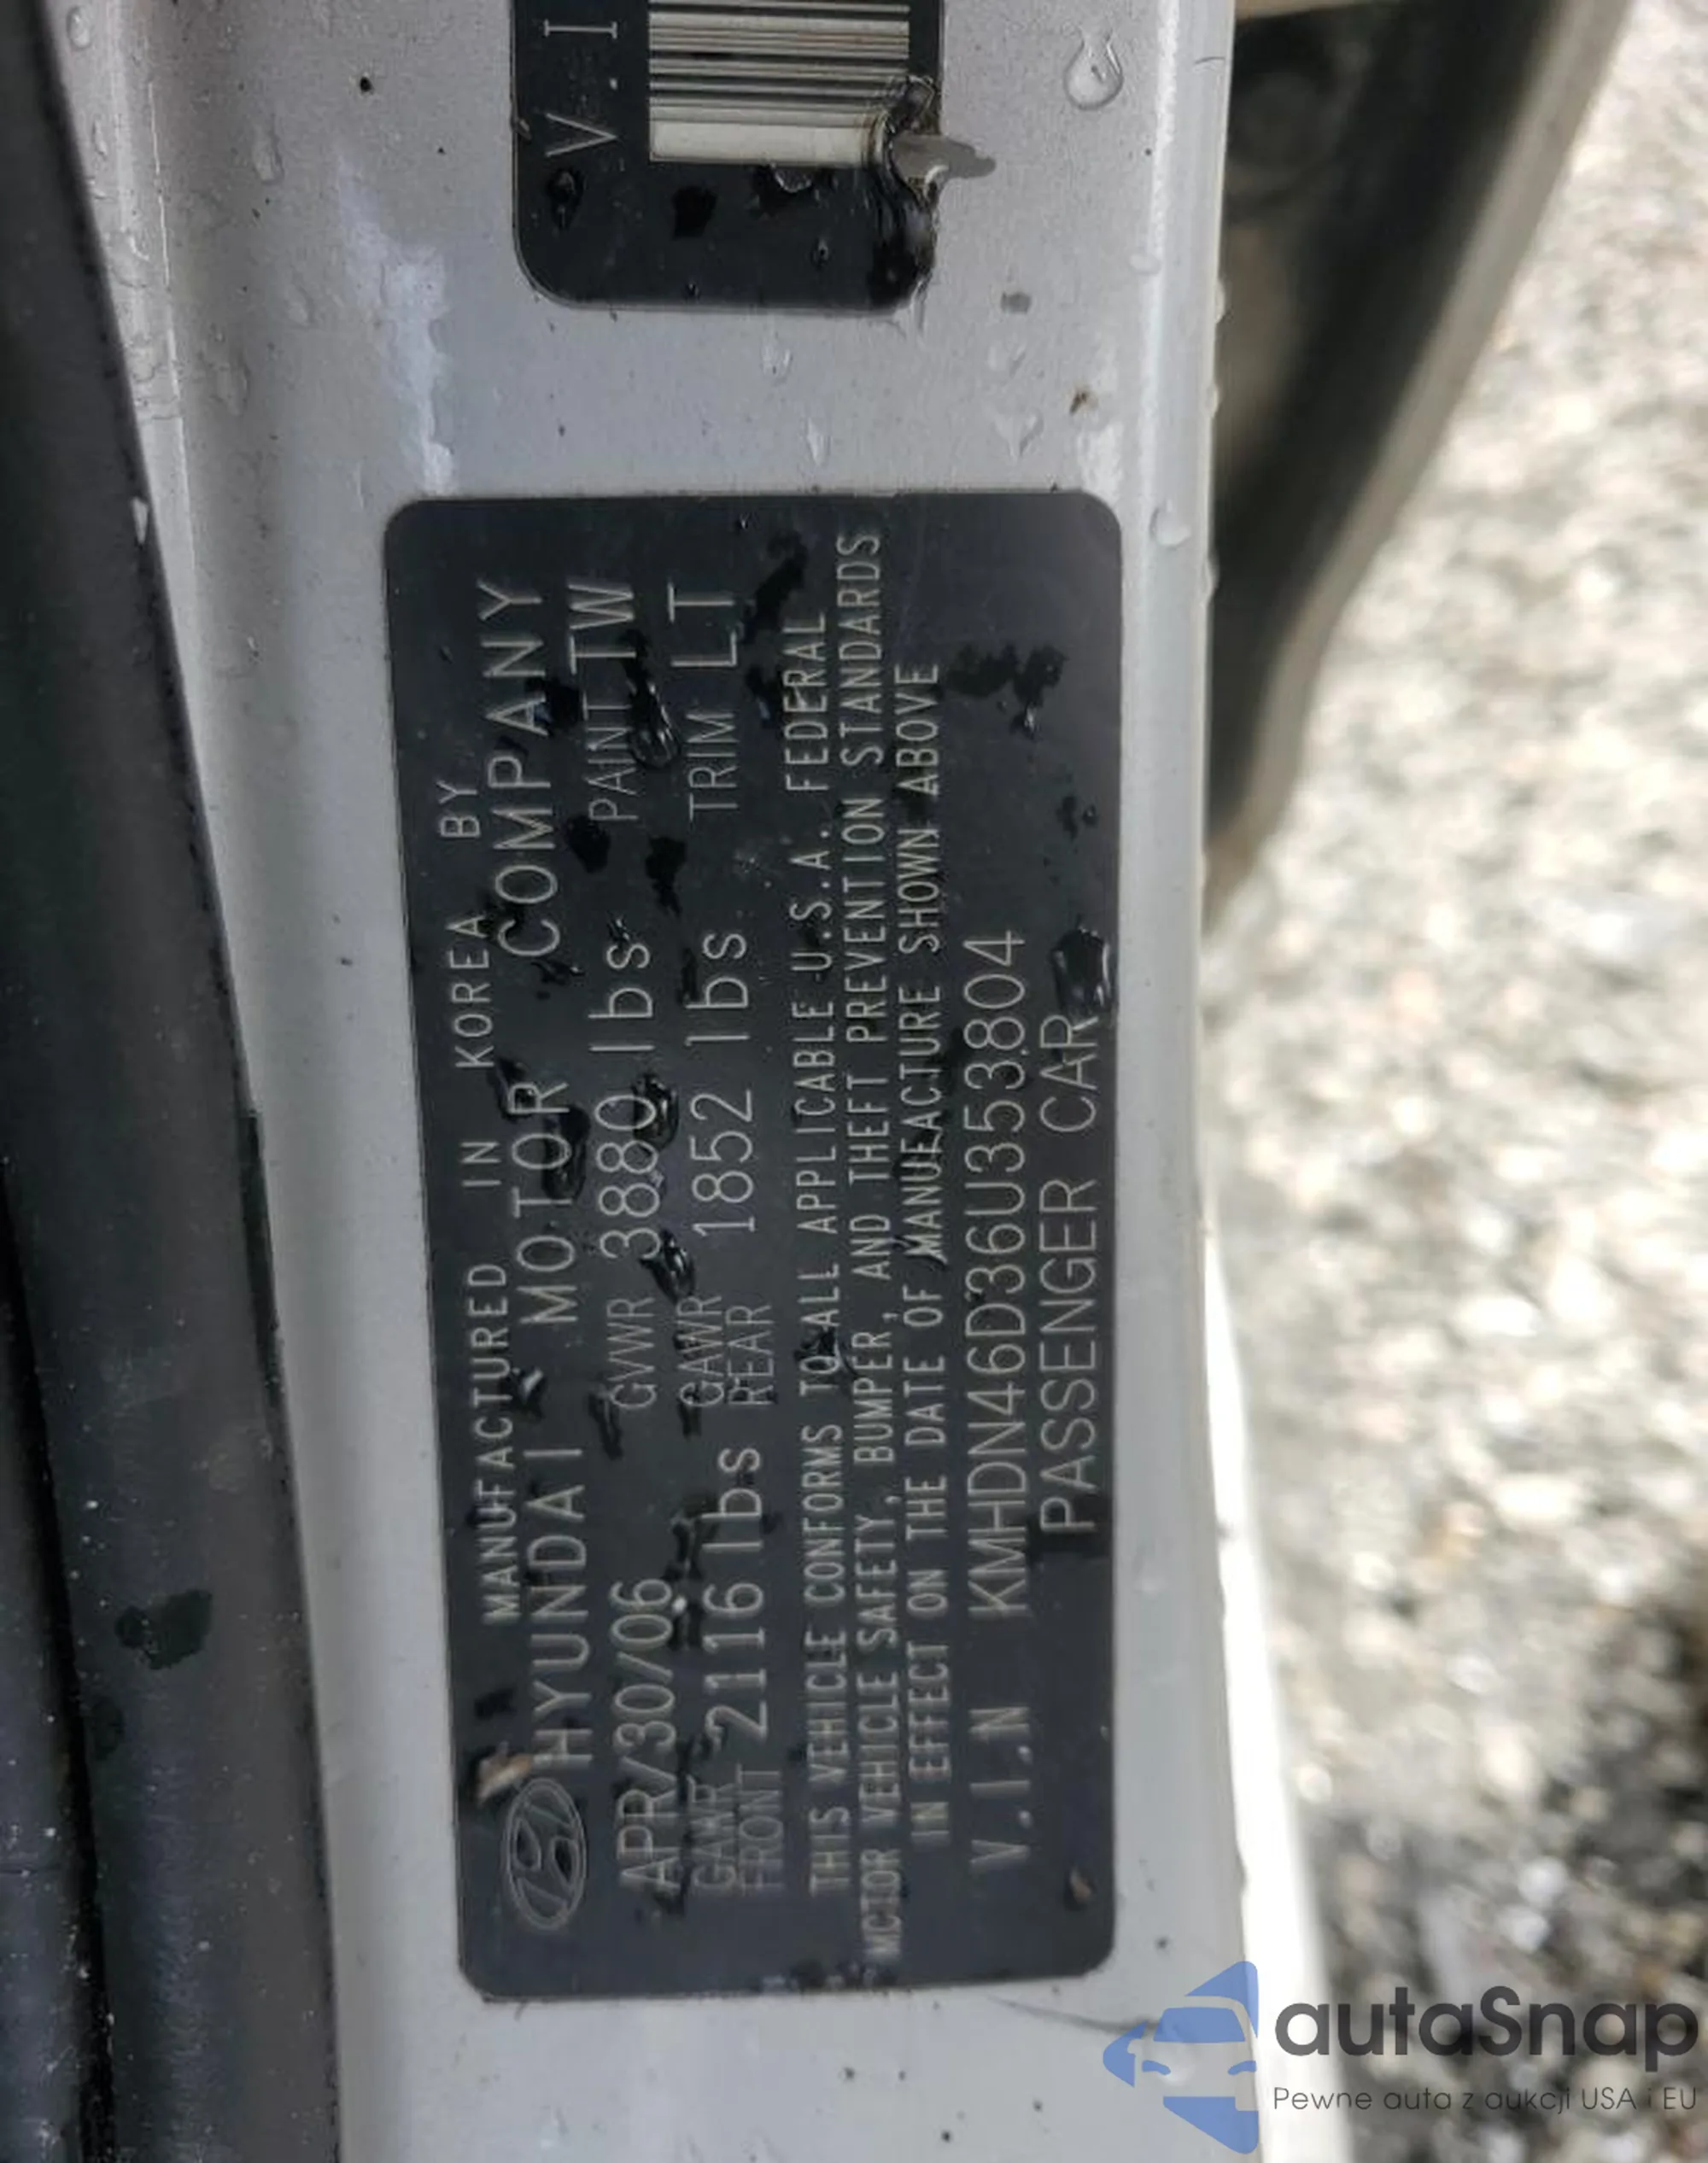 V.I
MANUFACTURED IN KOREA BY
HYUNDAI MOTOR COMPANY
APR/30/06 GVWR 3880 lbs PAINT TW
GAWR FRONT 2116 lbs GAWR REAR 1852 lbs TRIM LT
THIS VEHICLE CONFORMS TO ALL APPLICABLE U.S.A. FEDERAL
MOTOR VEHICLE SAFETY, BUMPER, AND THEFT PREVENTION STANDARDS
IN EFFECT ON THE DATE OF MANUFACTURE SHOWN ABOVE
V.I.N KMHDN46D36U353804
PASSENGER CAR
autaSnap
Pewne auta z aukcji USA i EU